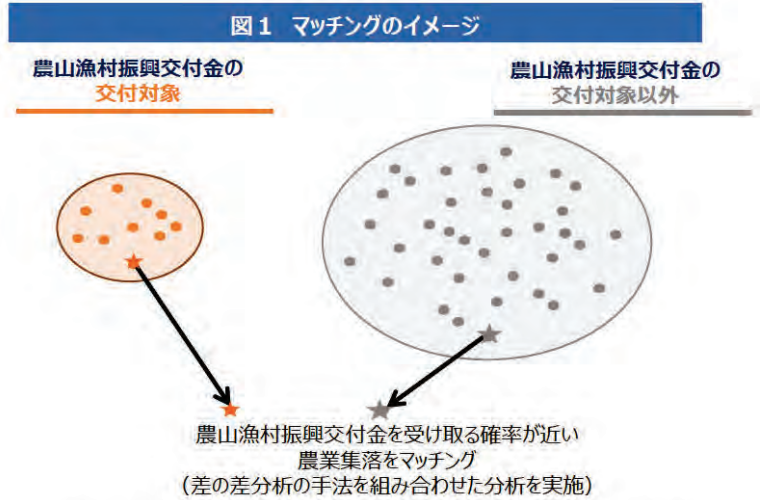 図1 マッチングのイメージ
農山漁村振興交付金の
交付対象
農山漁村振興交付金の
交付対象以外
農山漁村振興交付金を受け取る確率が近い
農業集落をマッチング
(差の差分析の手法を組み合わせた分析を実施)